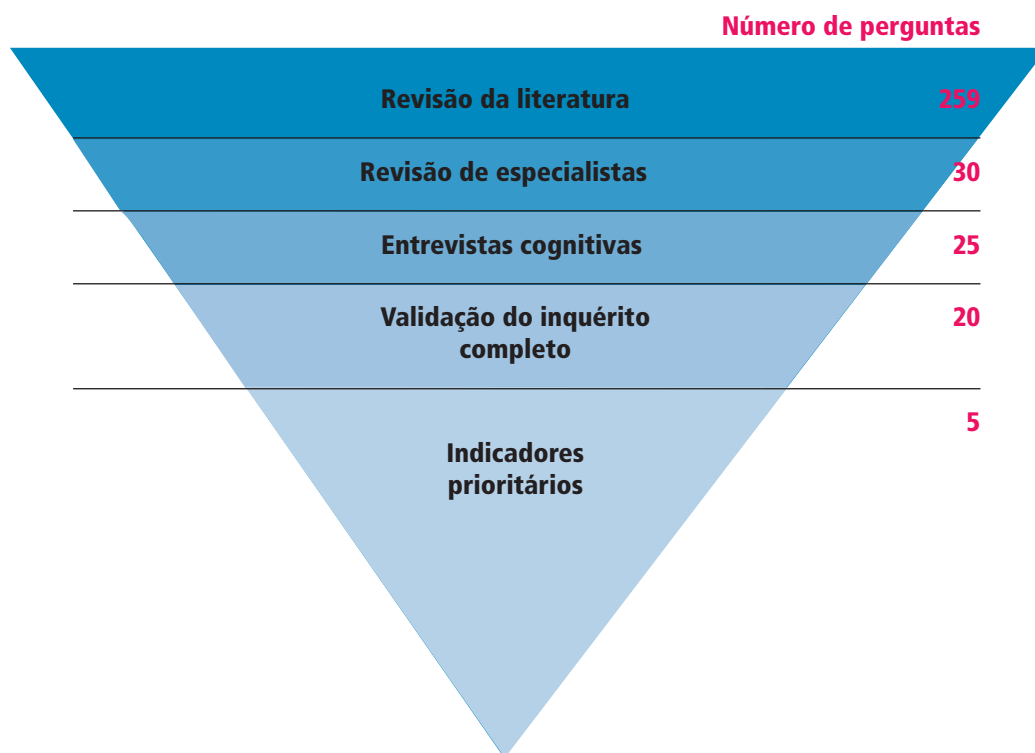 Número de perguntas
Revisão da literatura 259
Revisão de especialistas 30
Entrevistas cognitivas 25
Validação do inquérito 20
completo
5
Indicadores
prioritários